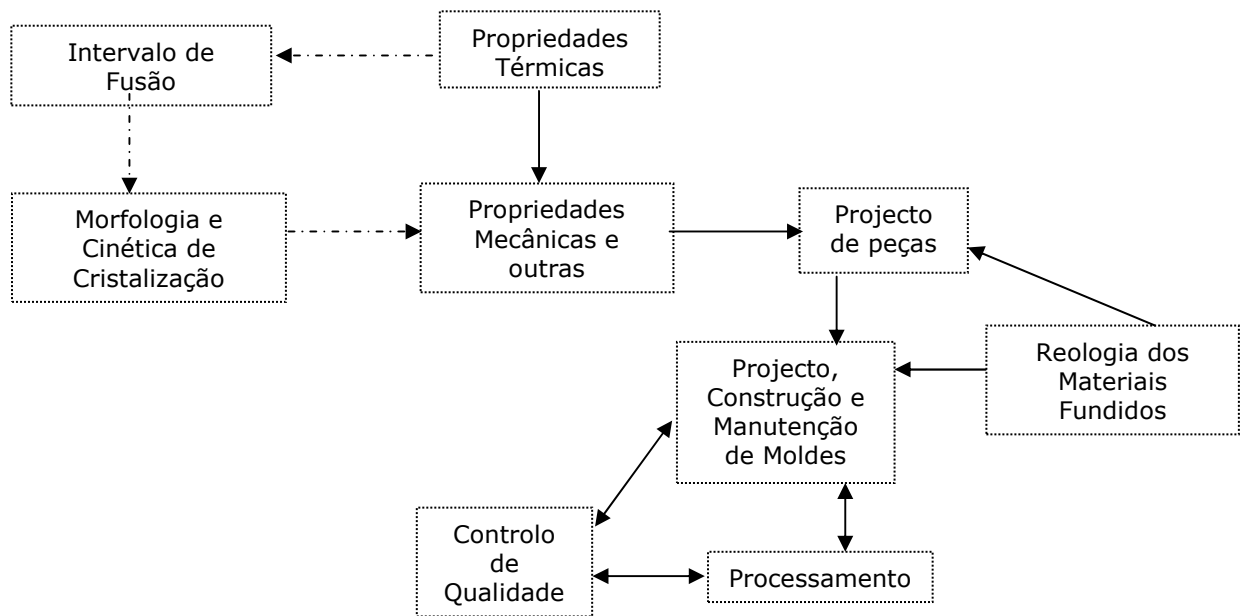 Intervalo de
Fusão
Propriedades
Térmicas
Morfologia e
Cinética de
Cristalização
Propriedades
Mecânicas e
outras
Projecto
de peças
Projecto,
Construção e
Manutenção
de Moldes
Reologia dos
Materiais
Fundidos
Controlo
de
Qualidade
Processamento